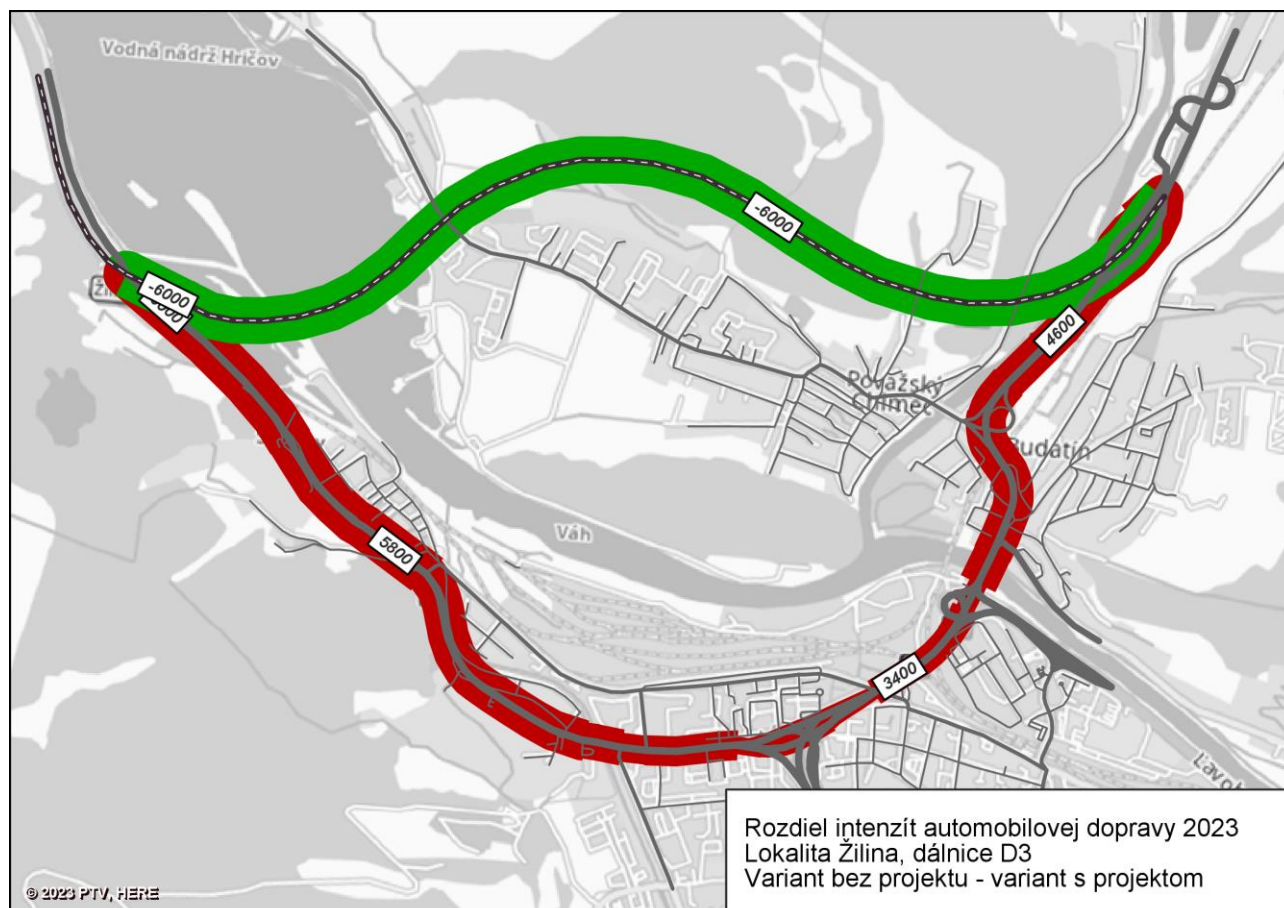 Vodná nádrž Hričov
-6000
-6000
4600
Považský
Chlmec
Budatín
Váh
5800
3400
Rozdiel intenzít automobilovej dopravy 2023
Lokalita Žilina, dálnice D3
Variant bez projektu - variant s projektom
© 2023 PTV, HERE